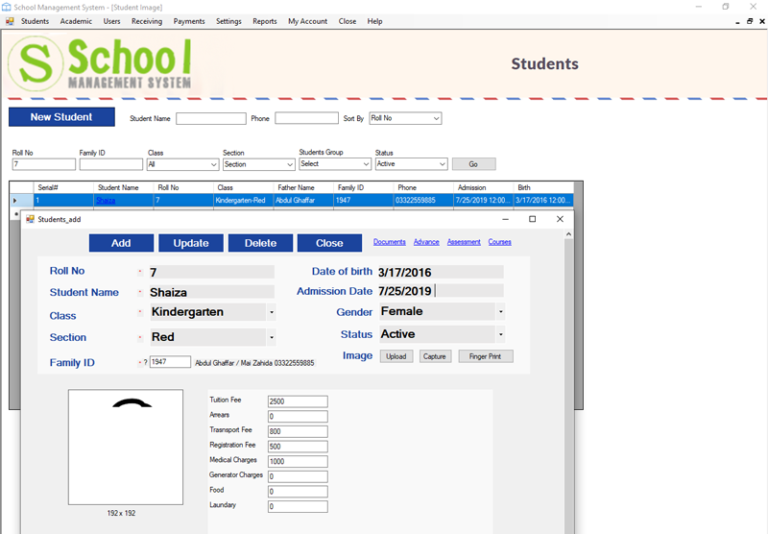 School Management System - [Student Image]
Students Academic Users Receiving Payments Settings Reports My Account Close Help
S School
MANAGEMENT SYSTEM
Students
New Student Student Name Phone Sort By Roll No
Roll No Family ID Class Section Students Group Status
7 All Section Select Active Go
Serial# Student Name Roll No Class Father Name Family ID Phone Admission Birth
1 Shaiza 7 Kindergarten-Red Abdul Ghaffar 1947 03322559885 7/25/2019 12:00... 3/17/2016 12:00...
Students_add
Add Update Delete Close Documents Advance Assessment Courses
Roll No * 7 Date of birth 3/17/2016
Student Name * Shaiza Admission Date 7/25/2019
Class * Kindergarten Gender Female
Section * Red Status Active
Family ID * ? 1947 Abdul Ghaffar / Mai Zahida 03322559885 Image Upload Capture Finger Print
Tuition Fee 2500
Arrears 0
Trasnsport Fee 800
Registration Fee 500
Medical Charges 1000
Generator Charges 0
Food 0
Laundary 0
192 x 192